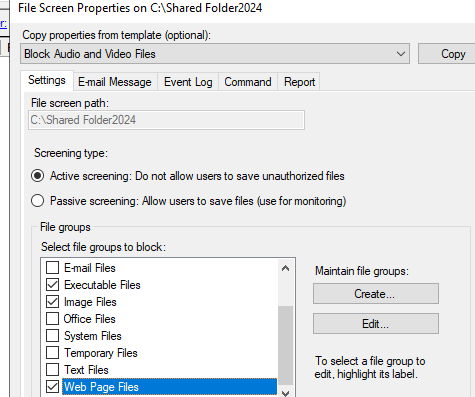 File Screen Properties on C:\Shared Folder2024
Copy properties from template (optional):
Block Audio and Video Files
Copy
Settings
E-mail Message
Event Log
Command
Report
File screen path:
C:\Shared Folder2024
Screening type:
Active screening: Do not allow users to save unauthorized files
Passive screening: Allow users to save files (use for monitoring)
File groups
Select file groups to block:
E-mail Files
Executable Files
Image Files
Office Files
System Files
Temporary Files
Text Files
Web Page Files
Maintain file groups:
Create...
Edit...
To select a file group to
edit, highlight its label.